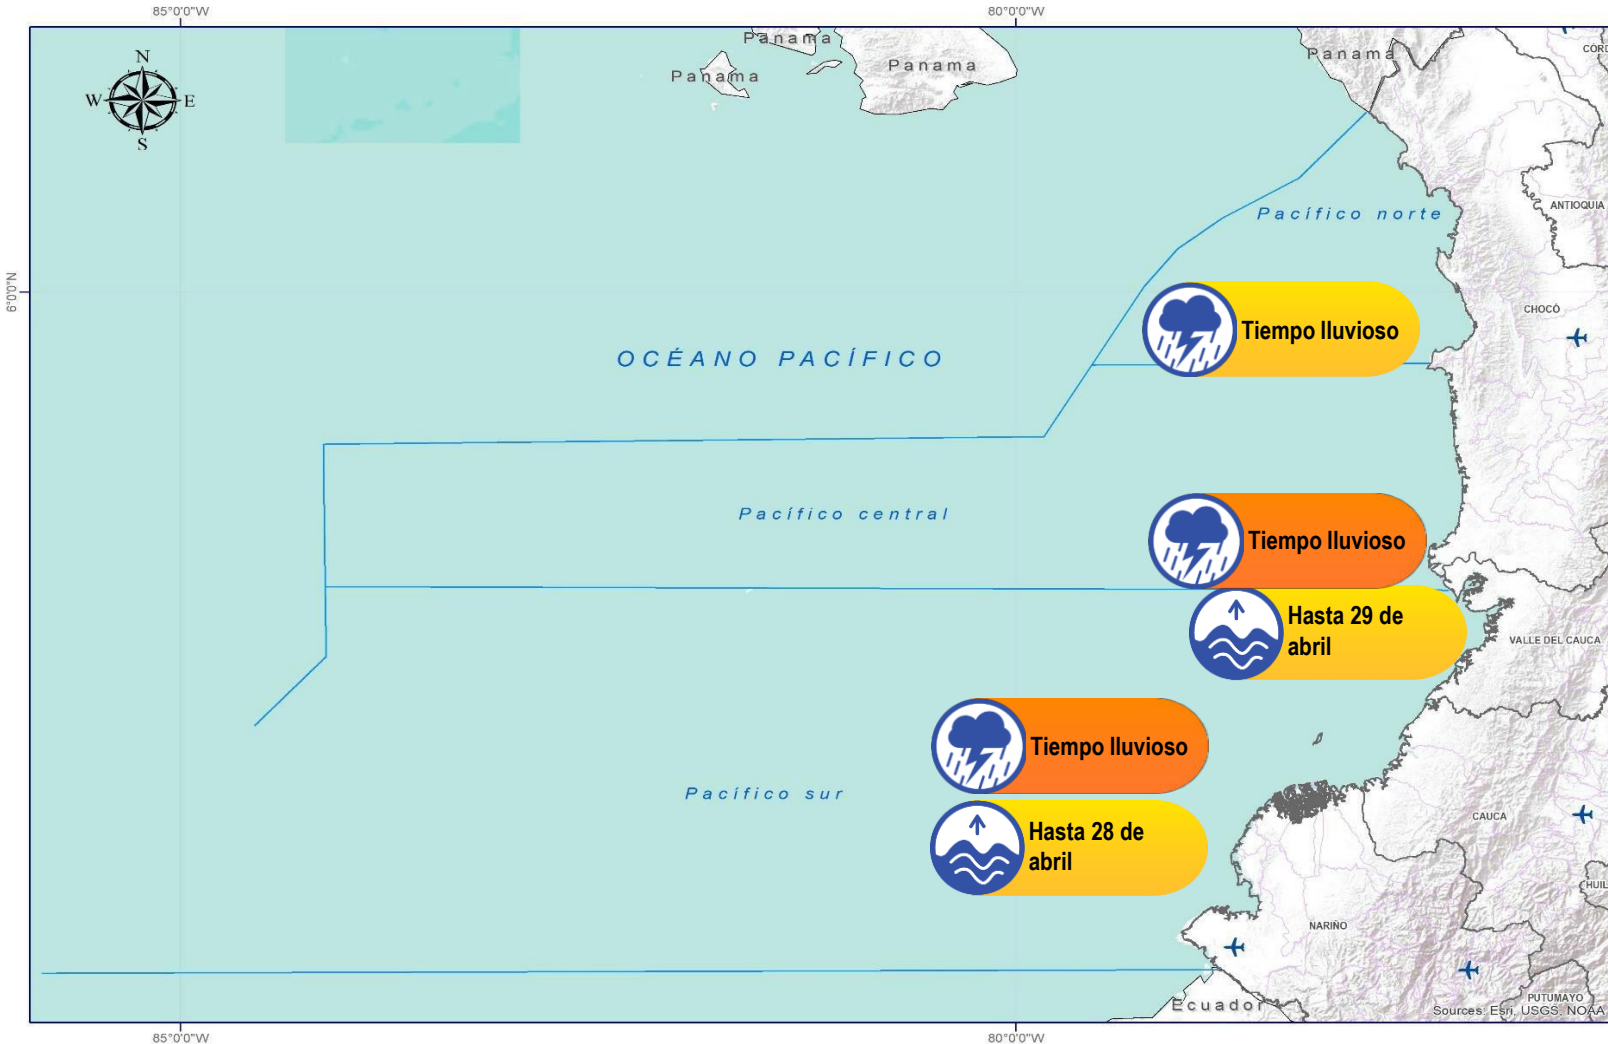 85°0'0"W
80°0'0"W
Panama
Panama
Panama
Panama
N
W
E
S
ANTIOQUIA
Pacífico norte
6°0'0"N
CHOCÓ
Tiempo lluvioso
OCÉANO PACÍFICO
Pacífico central
Tiempo lluvioso
Hasta 29 de
abril
VALLE DEL CAUCA
Tiempo lluvioso
Pacífico sur
Hasta 28 de
abril
CAUCA
HUIL
NARIÑO
PUTUMAYO
Ecuador
Sources: Esri, USGS, NOAA
85°0'0"W
80°0'0"W